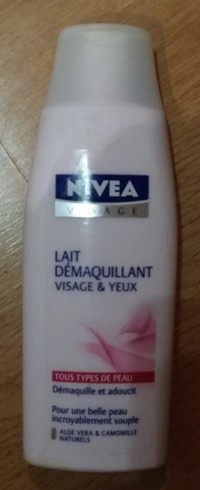 NIVEA
VISAGE
LAIT
DÉMAQUILLANT
VISAGE & YEUX
TOUS TYPES DE PEAU
Démaquille et adoucit
Pour une belle peau
incroyablement souple
ALOE VERA & CAMOMILLE
NATURELS